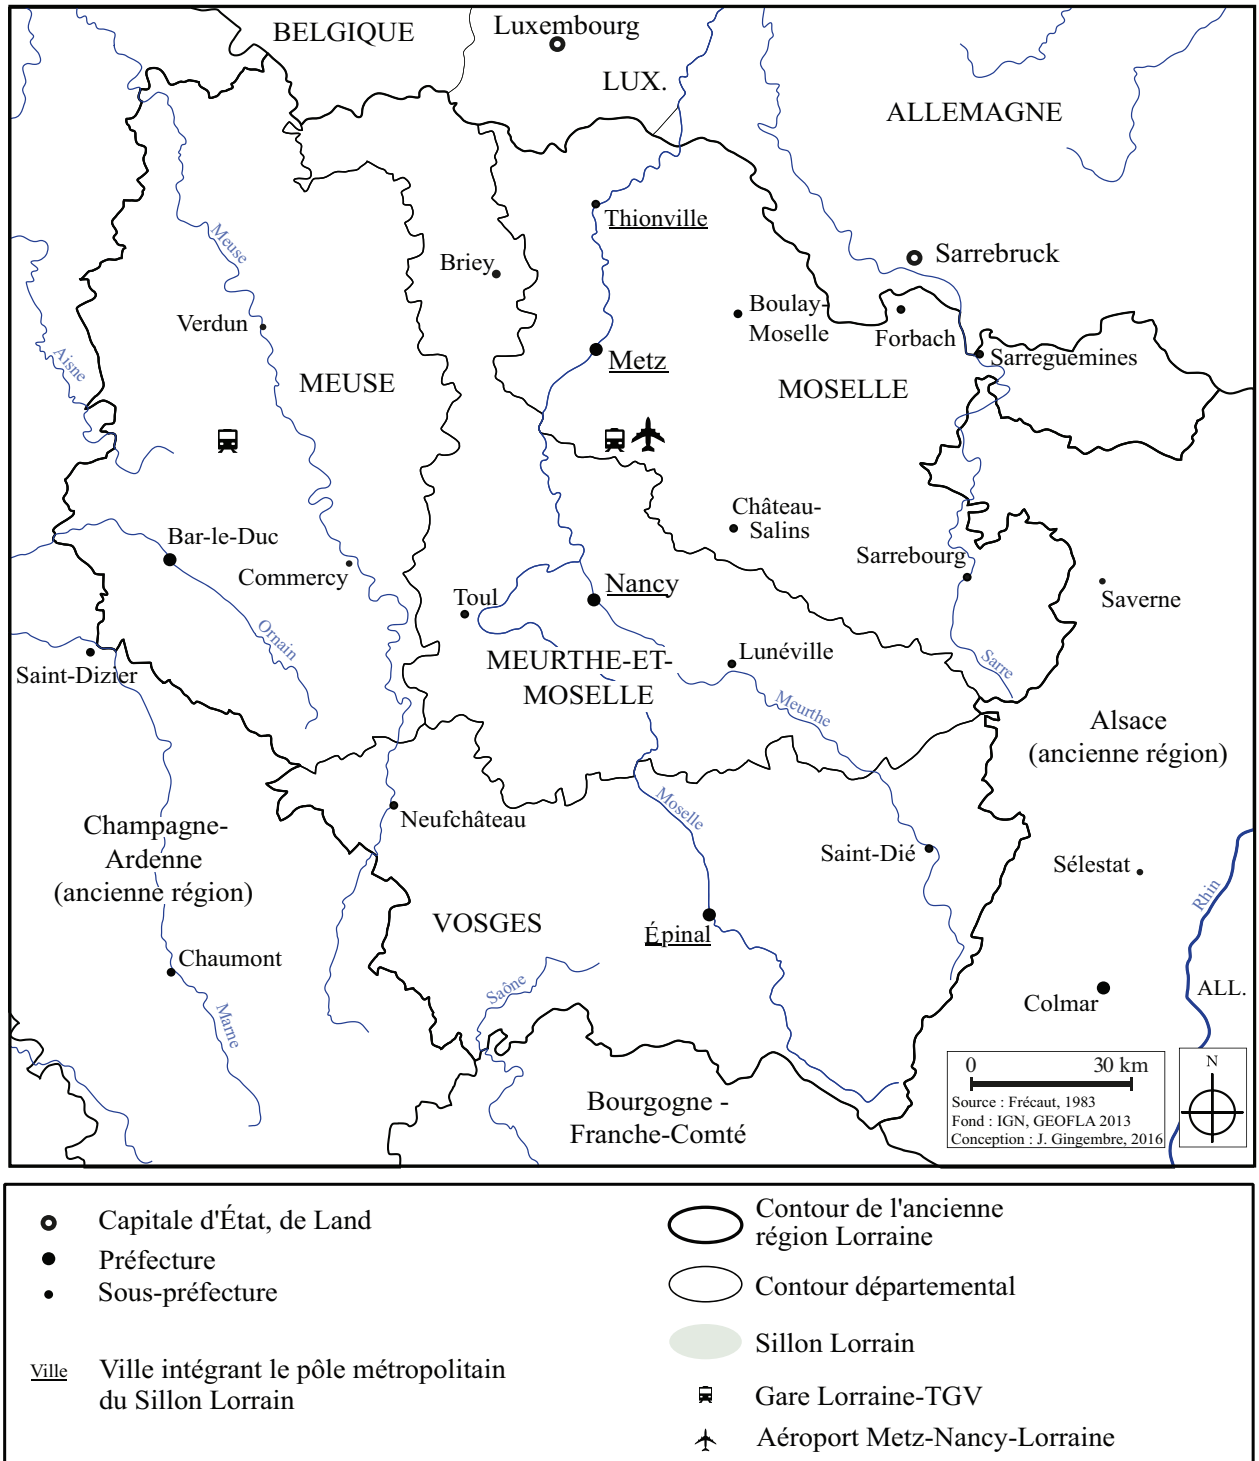 BELGIQUE
Luxembourg
LUX.
ALLEMAGNE
Thionville
Meuse
Briey
Sarrebruck
Boulay-
Moselle
Verdun
Forbach
Sarreguemines
Aisne
Metz
MEUSE
MOSELLE
Château-
Salins
Bar-le-Duc
Commercy
Sarrebourg
Toul
Nancy
Saverne
Ornain
Saint-Dizier
MEURTHE-ET-
MOSELLE
Lunéville
Sarre
Meurthe
Alsace
(ancienne région)
Moselle
Neufchâteau
Champagne-
Ardenne
(ancienne région)
Saint-Dié
Sélestat
Rhin
VOSGES
Épinal
Chaumont
Saône
Colmar
ALL.
Marne
Bourgogne -
Franche-Comté
0 30 km
Source : Frécaut, 1983
Fond : IGN, GEOFLA 2013
Conception : J. Gingembre, 2016
N
Capitale d'État, de Land
Préfecture
Sous-préfecture
Ville Ville intégrant le pôle métropolitain
du Sillon Lorrain
Contour de l'ancienne
région Lorraine
Contour départemental
Sillon Lorrain
Gare Lorraine-TGV
Aéroport Metz-Nancy-Lorraine